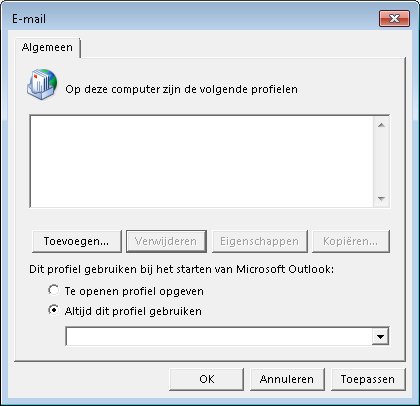 E-mail
Algemeen
Op deze computer zijn de volgende profielen
Toevoegen... Verwijderen Eigenschappen Kopiëren...
Dit profiel gebruiken bij het starten van Microsoft Outlook:
Te openen profiel opgeven
Altijd dit profiel gebruiken
OK Annuleren Toepassen